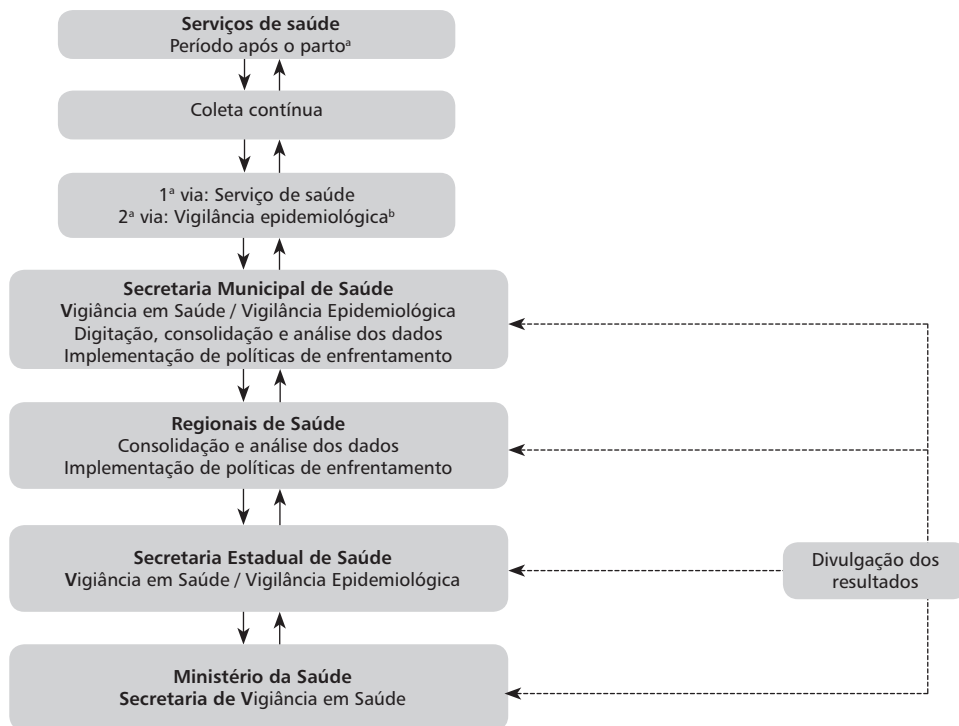 Serviços de saúde
Período após o partoª
Coleta contínua
1ª via: Serviço de saúde
2ª via: Vigilância epidemiológicaᵇ
Secretaria Municipal de Saúde
Vigiância em Saúde / Vigilância Epidemiológica
Digitação, consolidação e análise dos dados
Implementação de políticas de enfrentamento
Regionais de Saúde
Consolidação e análise dos dados
Implementação de políticas de enfrentamento
Secretaria Estadual de Saúde
Vigiância em Saúde / Vigilância Epidemiológica
Divulgação dos
resultados
Ministério da Saúde
Secretaria de Vigiância em Saúde